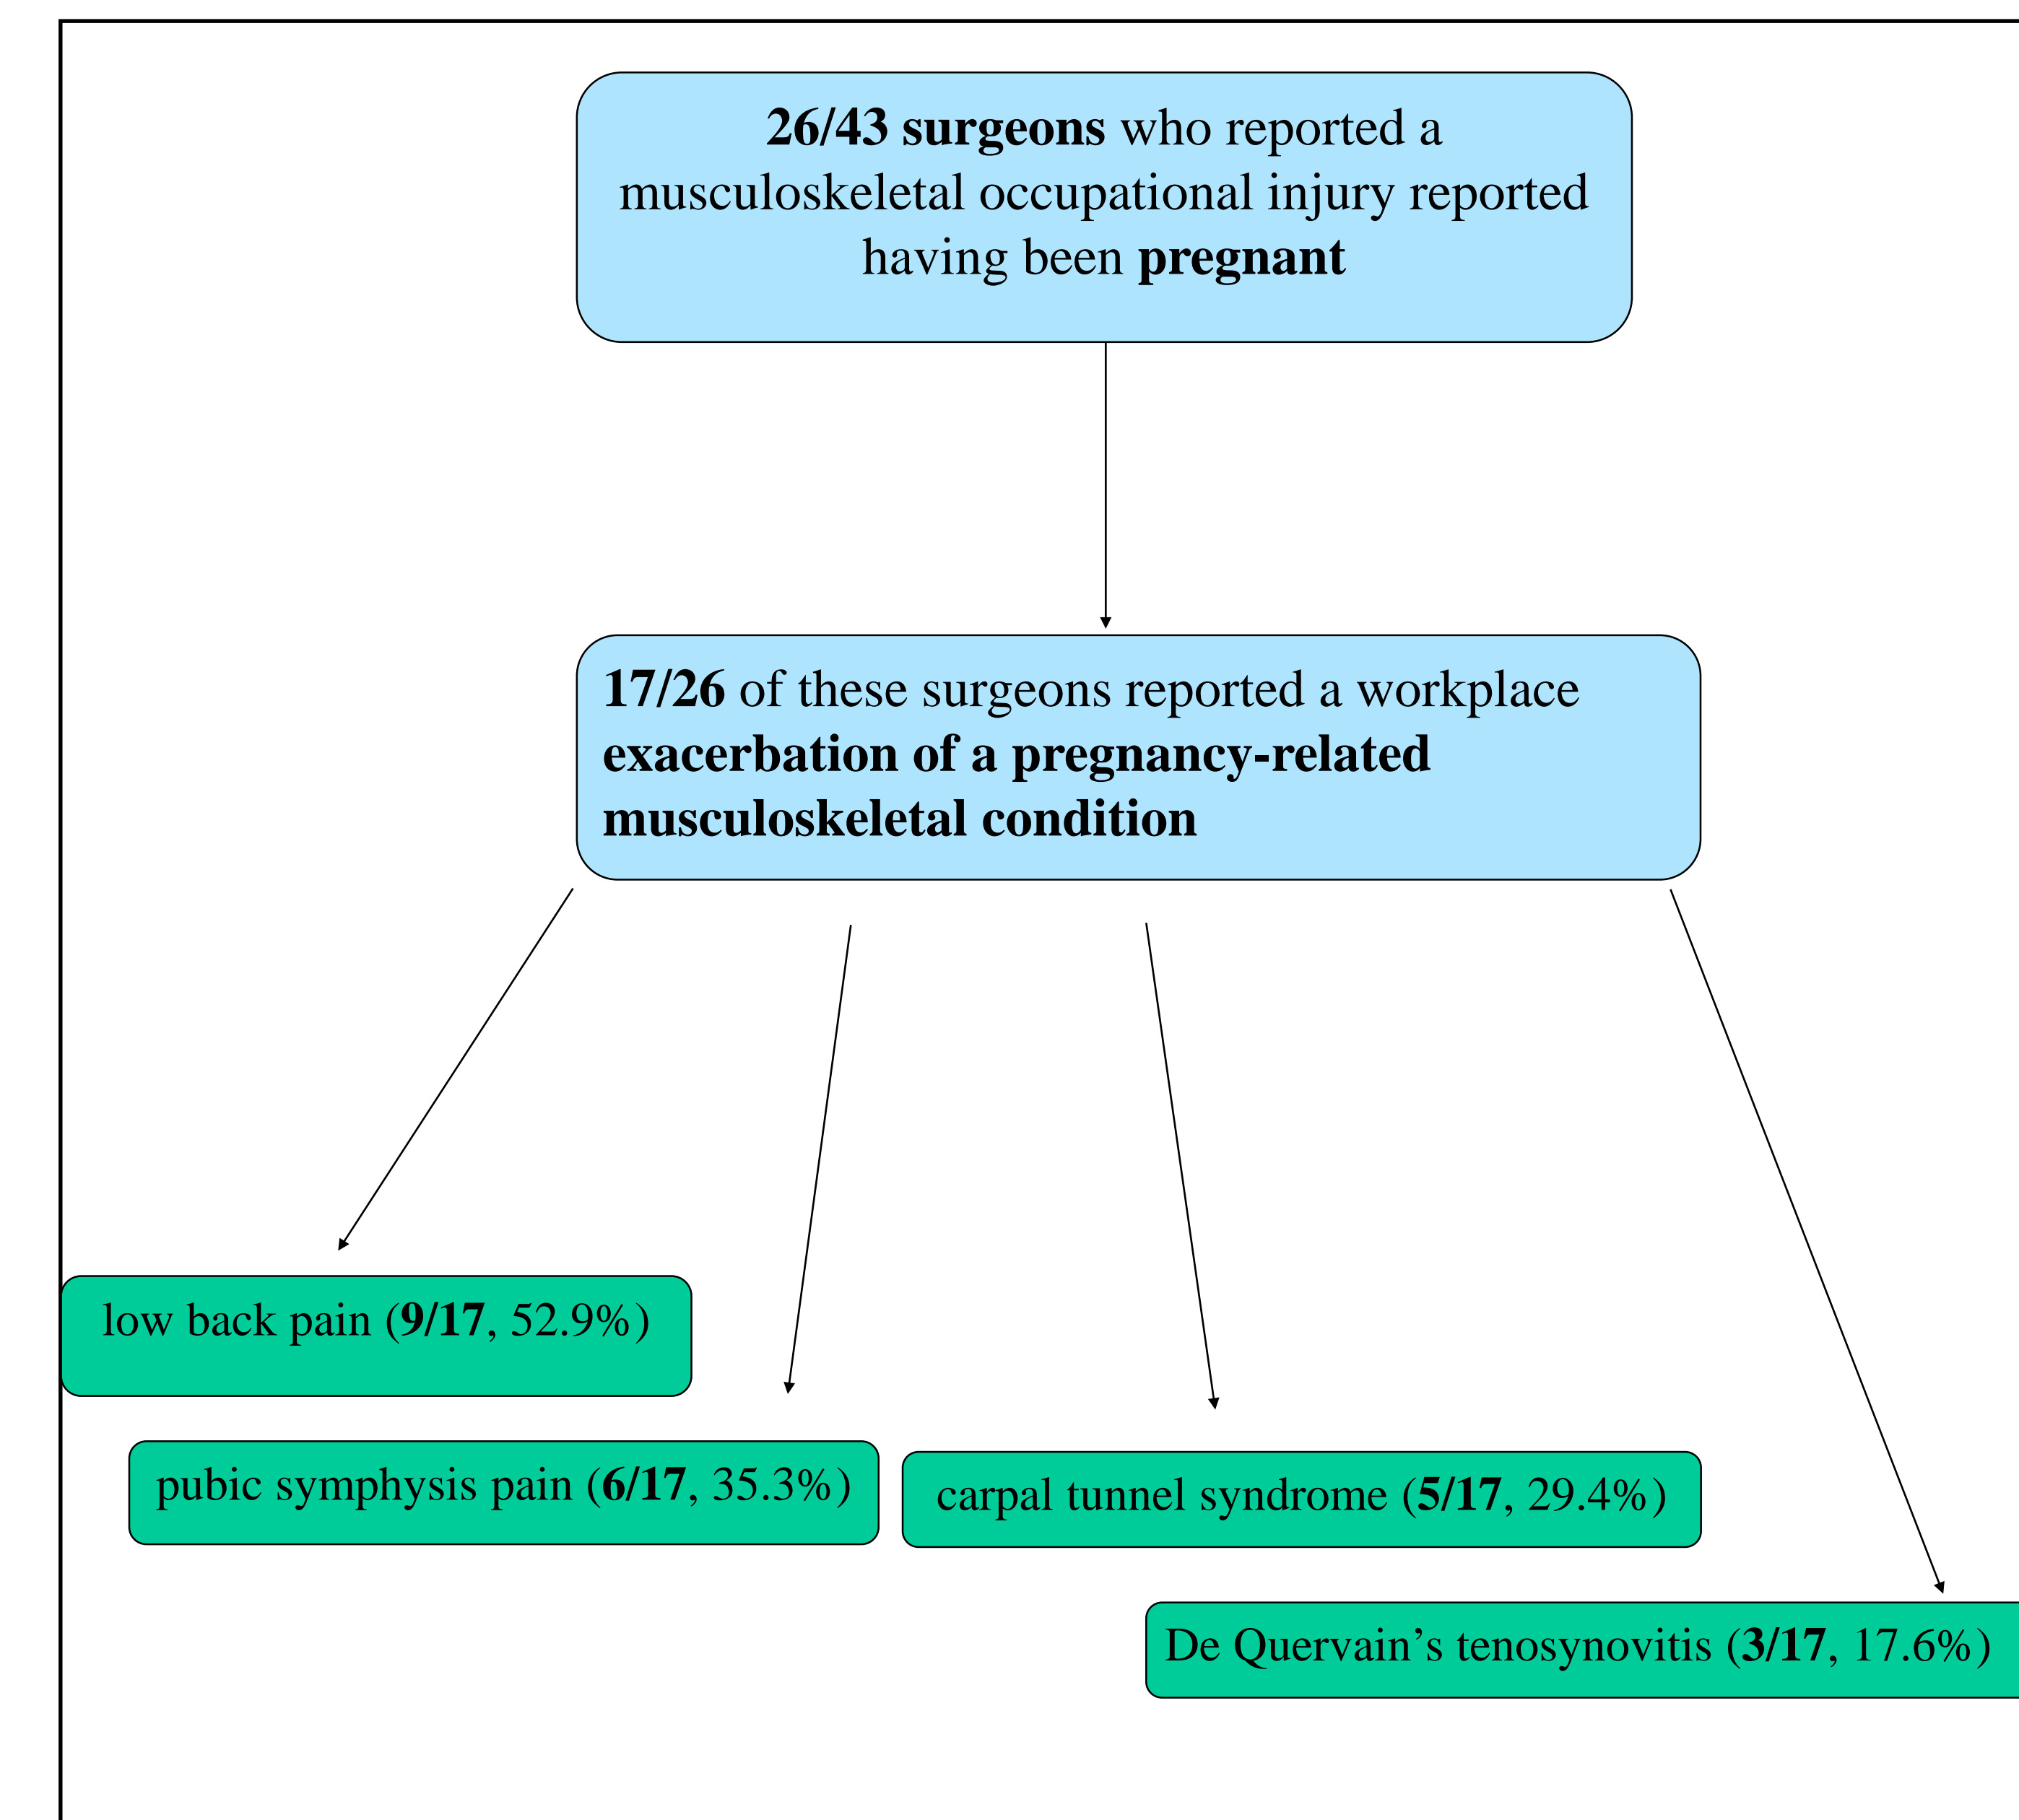 26/43 surgeons who reported a
musculoskeletal occupational injury reported
having been pregnant
17/26 of these surgeons reported a workplace
exacerbation of a pregnancy-related
musculoskeletal condition
low back pain (9/17, 52.9%)
pubic symphysis pain (6/17, 35.3%)
carpal tunnel syndrome (5/17, 29.4%)
De Quervain’s tenosynovitis (3/17, 17.6%)